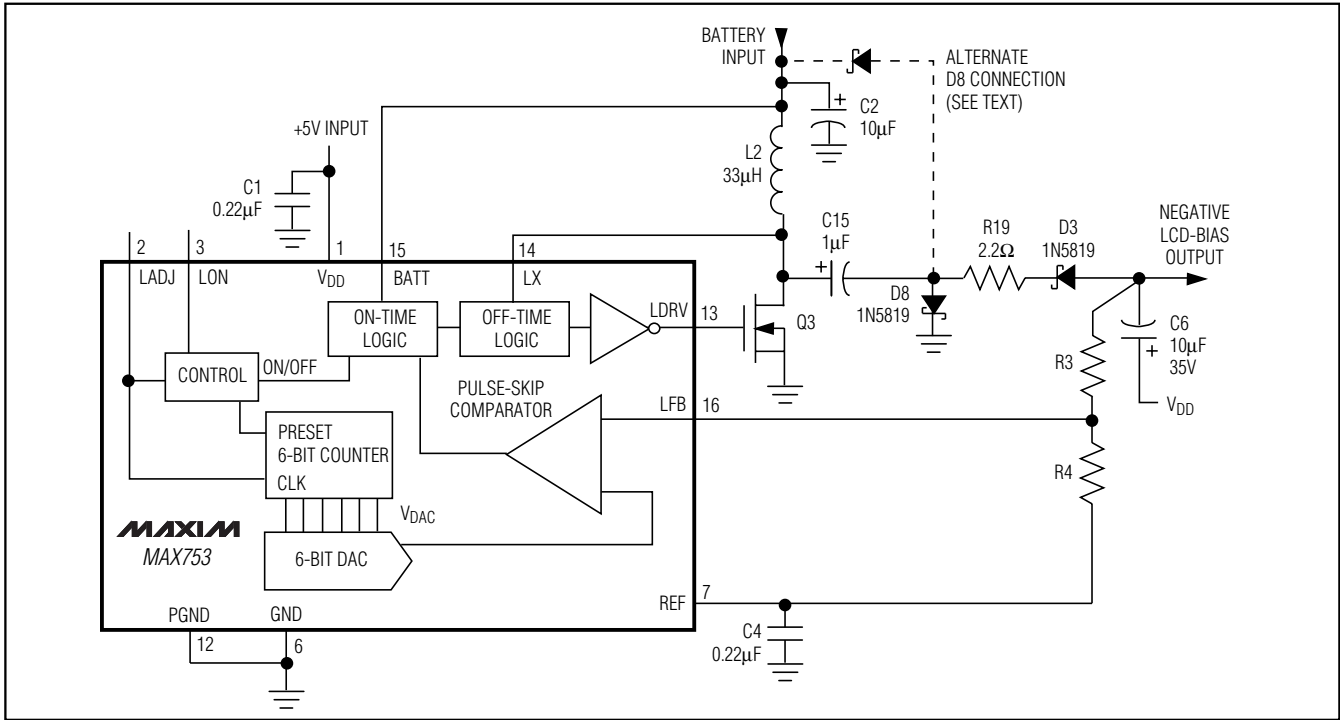 BATTERY
INPUT
ALTERNATE
D8 CONNECTION
(SEE TEXT)
+
C2
10µF
+5V INPUT
L2
33µH
C1
0.22µF
C15
1µF
+
R19
2.2Ω
D3
1N5819
NEGATIVE
LCD-BIAS
OUTPUT
2
3
1
15
14
LADJ
LON
VDD
BATT
LX
D8
1N5819
ON-TIME
LOGIC
OFF-TIME
LOGIC
LDRV
13
Q3
C6
10µF
+
35V
R3
CONTROL
ON/OFF
PULSE-SKIP
COMPARATOR
LFB
16
VDD
PRESET
6-BIT COUNTER
CLK
R4
VDAC
MAXIM
MAX753
6-BIT DAC
REF
7
PGND
GND
12
6
C4
0.22µF